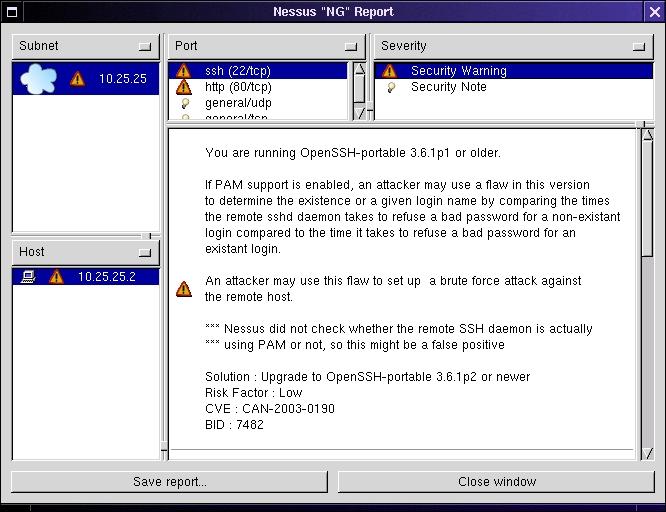 Nessus "NG" Report
Subnet
Port
Severity
10.25.25
ssh (22/tcp)
http (80/tcp)
general/udp
general/tcp
Security Warning
Security Note
Host
10.25.25.2
You are running OpenSSH-portable 3.6.1p1 or older.
If PAM support is enabled, an attacker may use a flaw in this version
to determine the existence or a given login name by comparing the times
the remote sshd daemon takes to refuse a bad password for a non-existant
login compared to the time it takes to refuse a bad password for an
existant login.
An attacker may use this flaw to set up  a brute force attack against
the remote host.
*** Nessus did not check whether the remote SSH daemon is actually
*** using PAM or not, so this might be a false positive
Solution : Upgrade to OpenSSH-portable 3.6.1p2 or newer
Risk Factor : Low
CVE : CAN-2003-0190
BID : 7482
Save report...
Close window